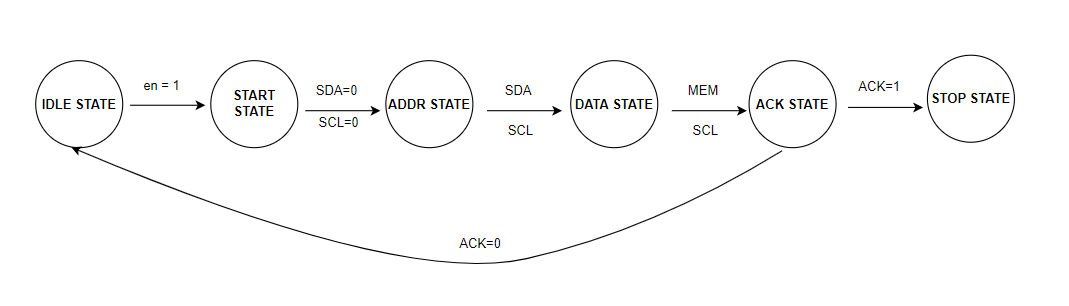 IDLE STATE
en = 1
START
STATE
SDA=0
SCL=0
ADDR STATE
SDA
SCL
DATA STATE
MEM
SCL
ACK STATE
ACK=1
STOP STATE
ACK=0